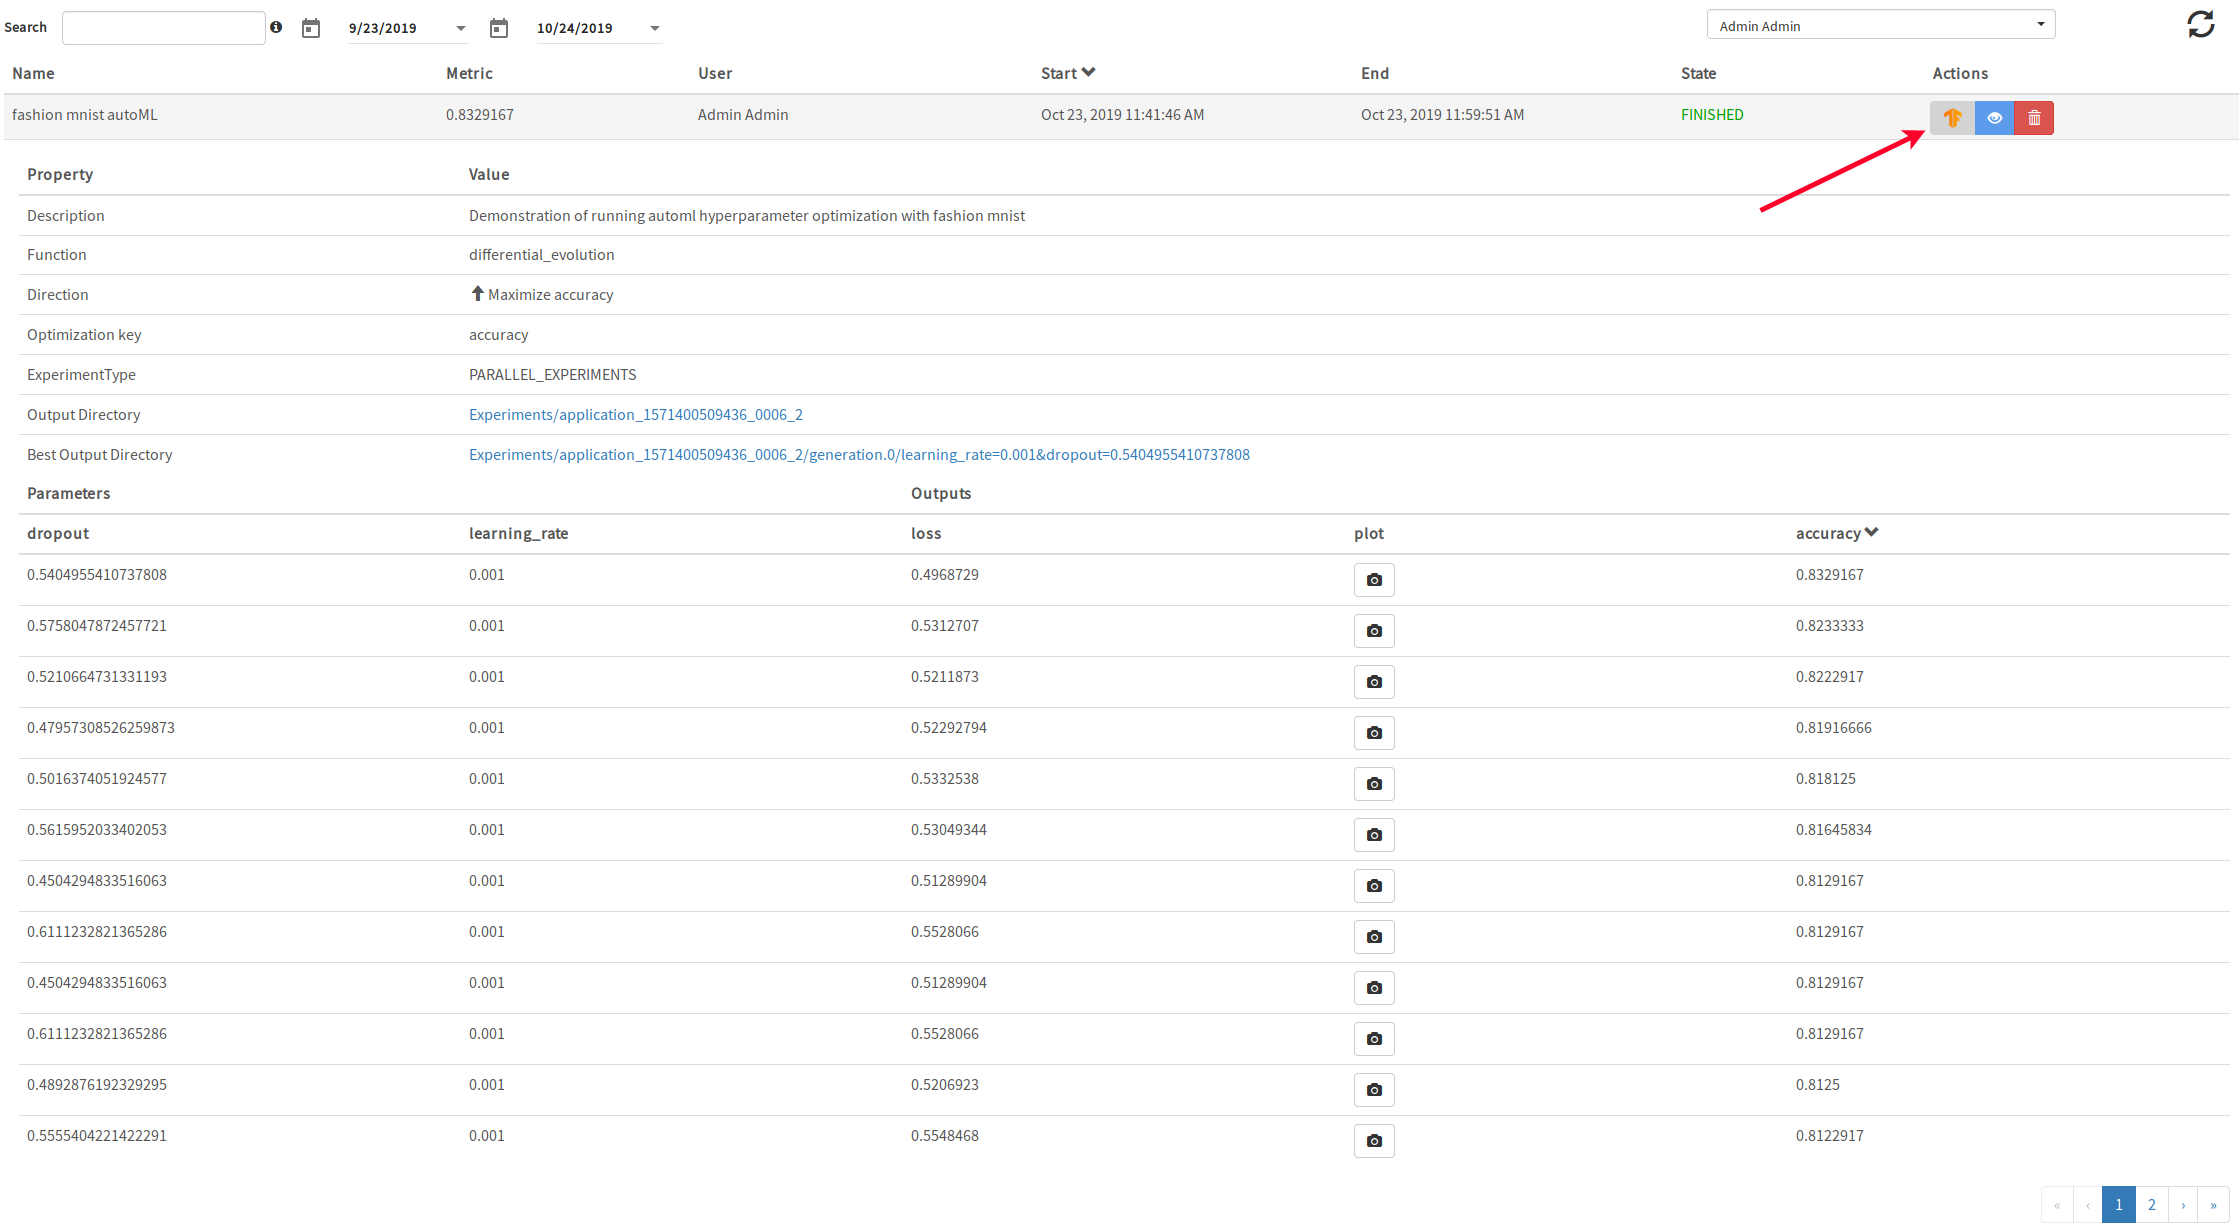 Search 9/23/2019 10/24/2019 Admin Admin
Name Metric User Start End State Actions
fashion mnist autoML 0.8329167 Admin Admin Oct 23, 2019 11:41:46 AM Oct 23, 2019 11:59:51 AM FINISHED
Property Value
Description Demonstration of running automl hyperparameter optimization with fashion mnist
Function differential_evolution
Direction Maximize accuracy
Optimization key accuracy
ExperimentType PARALLEL_EXPERIMENTS
Output Directory Experiments/application_1571400509436_0006_2
Best Output Directory Experiments/application_1571400509436_0006_2/generation.0/learning_rate=0.001&dropout=0.5404955410737808
Parameters Outputs
dropout learning_rate loss plot accuracy
0.5404955410737808 0.001 0.4968729 0.8329167
0.5758047872457721 0.001 0.5312707 0.8233333
0.5210664731331193 0.001 0.5211873 0.8222917
0.47957308526259873 0.001 0.52292794 0.81916666
0.5016374051924577 0.001 0.5332538 0.818125
0.5615952033402053 0.001 0.53049344 0.81645834
0.4504294833516063 0.001 0.51289904 0.8129167
0.6111232821365286 0.001 0.5528066 0.8129167
0.4504294833516063 0.001 0.51289904 0.8129167
0.6111232821365286 0.001 0.5528066 0.8129167
0.4892876192329295 0.001 0.5206923 0.8125
0.5555404221422291 0.001 0.5548468 0.8122917
« ‹ 1 2 › »